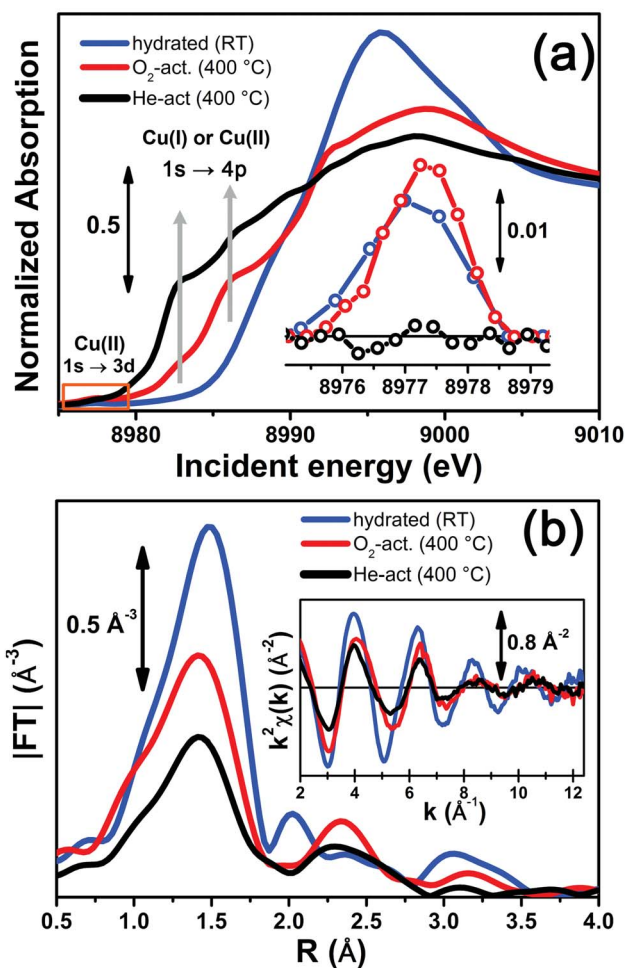 (a)
hydrated (RT)
O₂-act. (400 °C)
He-act (400 °C)
Cu(I) or Cu(II)
1s → 4p
0.5
0.01
Cu(II)
1s → 3d
8976 8977 8978 8979
Normalized Absorption
8980 8990 9000 9010
Incident energy (eV)
(b)
hydrated (RT)
O₂-act. (400 °C)
He-act (400 °C)
0.5 Å⁻³
0.8 Å⁻²
k²χ(k) (Å⁻²)
2 4 6 8 10 12
k (Å⁻¹)
|FT| (Å⁻³)
0.5 1.0 1.5 2.0 2.5 3.0 3.5 4.0
R (Å)